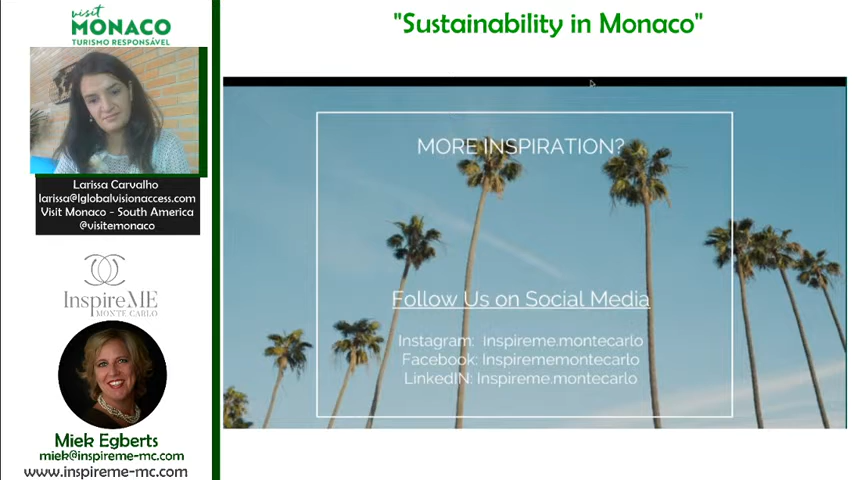 visit
MONACO
TURISMO RESPONSÁVEL
"Sustainability in Monaco"
Larissa Carvalho
larissa@lglobalvisionaccess.com
Visit Monaco - South America
@visitemonaco
InspireME
MONTE CARLO
Miek Egberts
miek@inspireme-mc.com
www.inspireme-mc.com
MORE INSPIRATION?
Follow Us on Social Media
Instagram: Inspireme.montecarlo
Facebook: Inspirememontecarlo
LinkedIN: Inspireme.montecarlo